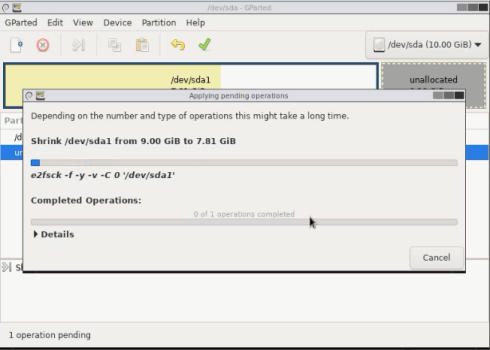 /dev/sda - GParted
GParted Edit View Device Partition Help
/dev/sda (10.00 GiB)
/dev/sda1
unallocated
Applying pending operations
Depending on the number and type of operations this might take a long time.
Shrink /dev/sda1 from 9.00 GiB to 7.81 GiB
e2fsck -f -y -v -C 0 '/dev/sda1'
Completed Operations:
0 of 1 operations completed
Details
Cancel
1 operation pending